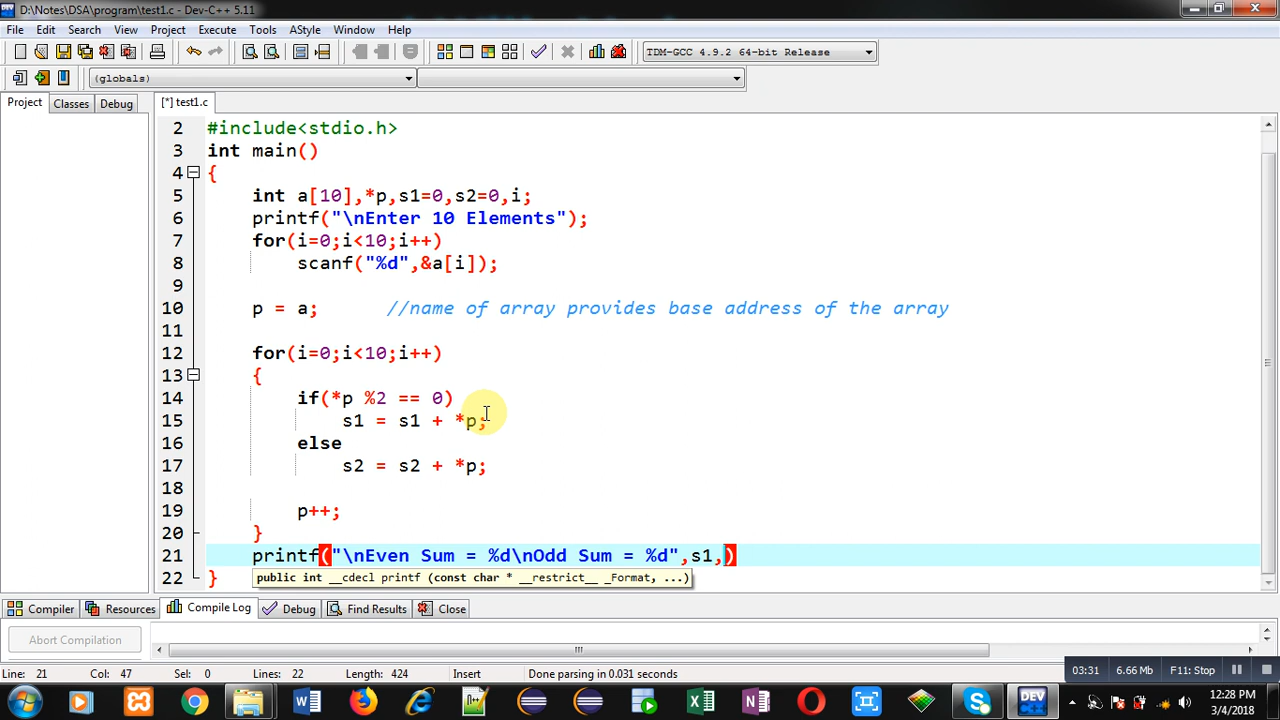 D:\Notes\DSA\program\test1.c - Dev-C++ 5.11
File Edit Search View Project Execute Tools AStyle Window Help
TDM-GCC 4.9.2 64-bit Release
(globals)
Project Classes Debug [*] test1.c
2 #include<stdio.h>
3 int main()
4 {
5 int a[10],*p,s1=0,s2=0,i;
6 printf("\nEnter 10 Elements");
7 for(i=0;i<10;i++)
8 scanf("%d",&a[i]);
9
10 p = a; //name of array provides base address of the array
11
12 for(i=0;i<10;i++)
13 {
14 if(*p %2 == 0)
15 s1 = s1 + *p;
16 else
17 s2 = s2 + *p;
18
19 p++;
20 }
21 printf("\nEven Sum = %d\nOdd Sum = %d",s1,)
22 }
public int __cdecl printf (const char * __restrict__ _Format, ...)
Compiler Resources Compile Log Debug Find Results Close
Abort Compilation
Line: 21 Col: 47 Sel: 0 Lines: 22 Length: 424 Insert Done parsing in 0.031 seconds
03:31 6.66 Mb F11: Stop
DEV
12:28 PM
3/4/2018